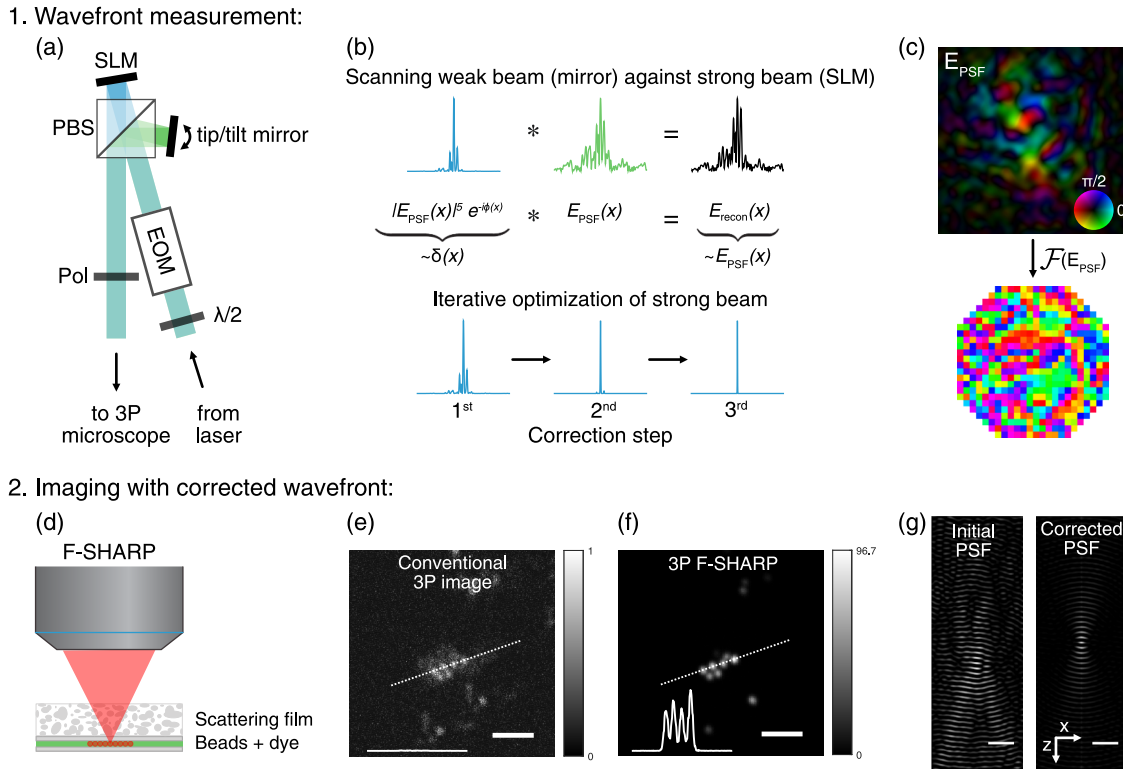 1. Wavefront measurement:
(a)
SLM
PBS
tip/tilt mirror
EOM
Pol
λ/2
to 3P
microscope
from
laser
(b)
Scanning weak beam (mirror) against strong beam (SLM)
* =
|E_PSF(x)|⁵ e^-iϕ(x) * E_PSF(x) = E_recon(x)
~δ(x) ~E_PSF(x)
Iterative optimization of strong beam
1st 2nd 3rd
Correction step
(c)
E_PSF
π/2
0
ℱ(E_PSF)
2. Imaging with corrected wavefront:
(d)
F-SHARP
Scattering film
Beads + dye
(e)
Conventional
3P image
1
0
(f)
3P F-SHARP
96.7
0
(g)
Initial
PSF
Corrected
PSF
x
z